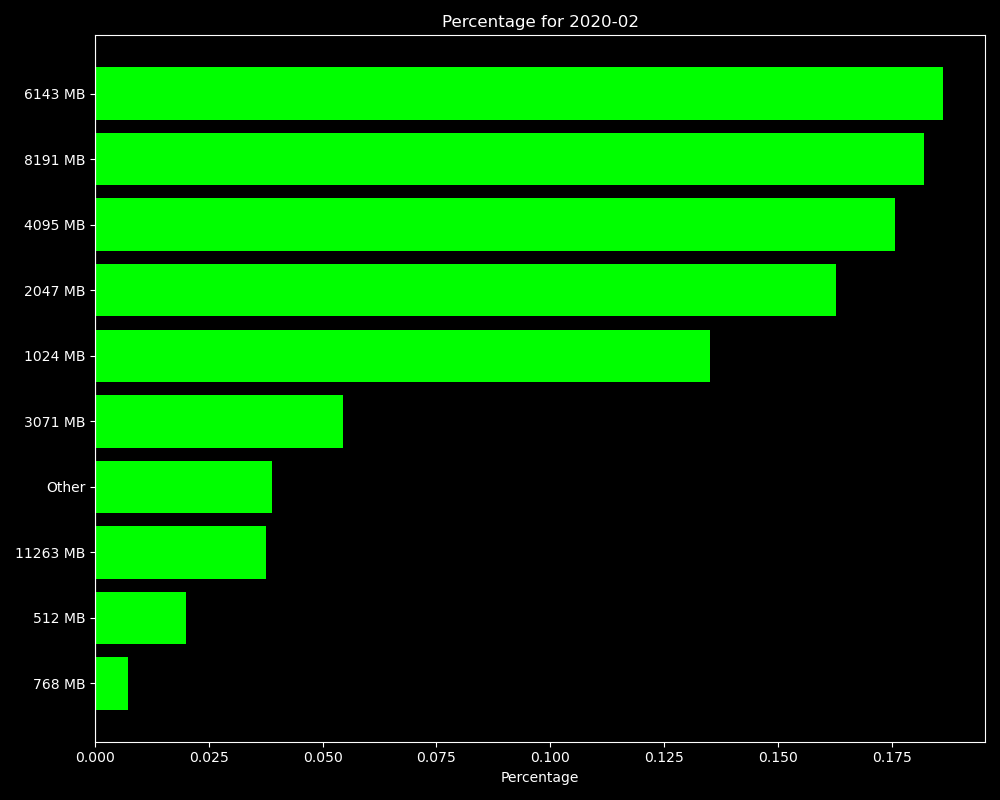 Percentage for 2020-02
6143 MB
8191 MB
4095 MB
2047 MB
1024 MB
3071 MB
Other
11263 MB
512 MB
768 MB
0.000 0.025 0.050 0.075 0.100 0.125 0.150 0.175
Percentage